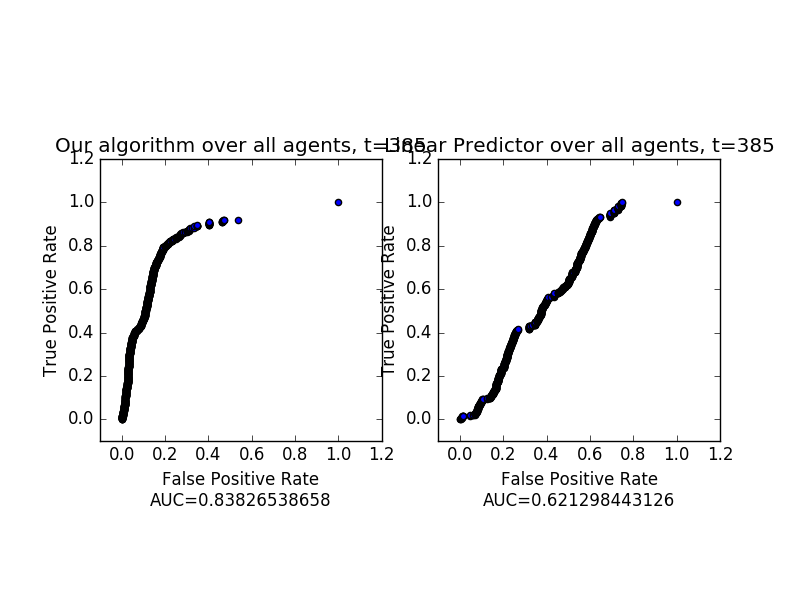 Our algorithm over all agents, t=385
Linear Predictor over all agents, t=385
1.2
1.0
0.8
0.6
0.4
0.2
0.0
True Positive Rate
0.0 0.2 0.4 0.6 0.8 1.0 1.2
False Positive Rate
AUC=0.83826538658
1.2
1.0
0.8
0.6
0.4
0.2
0.0
True Positive Rate
0.0 0.2 0.4 0.6 0.8 1.0 1.2
False Positive Rate
AUC=0.621298443126